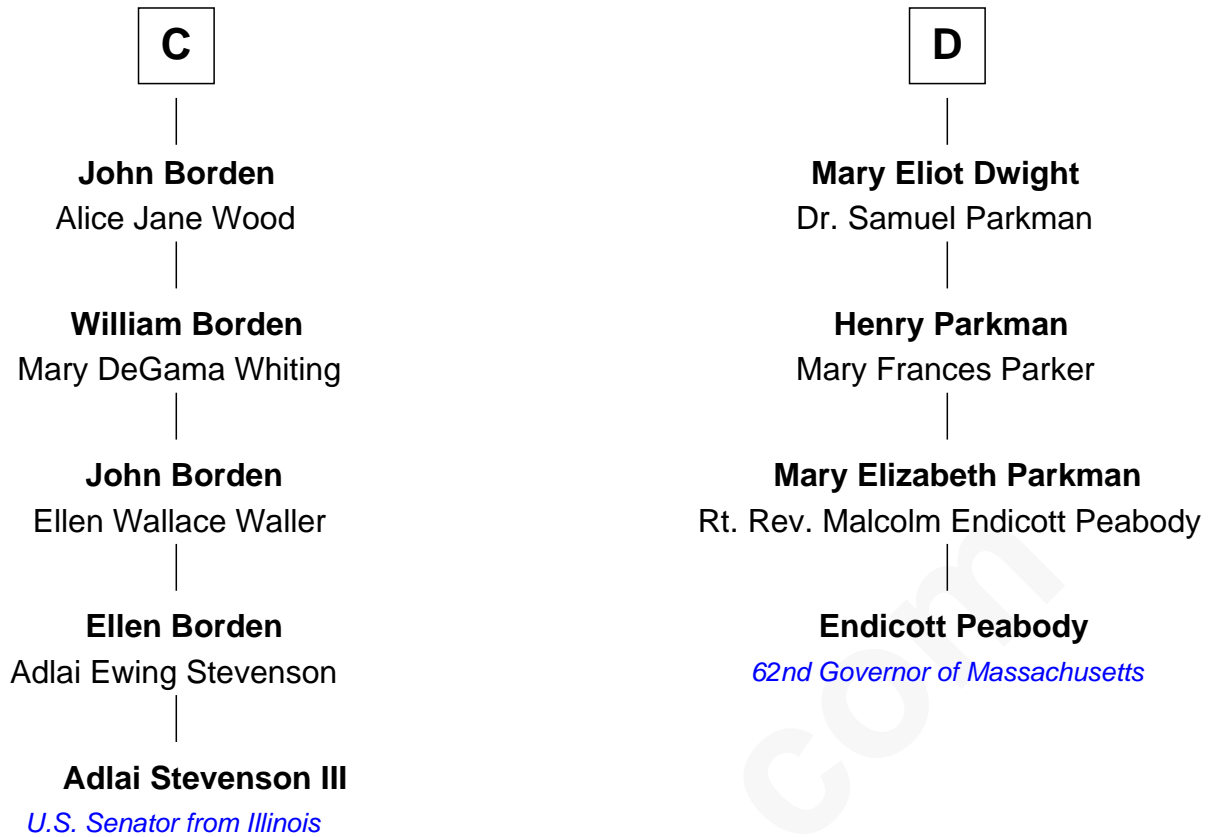 C
John Borden
Alice Jane Wood
William Borden
Mary DeGama Whiting
John Borden
Ellen Wallace Waller
Ellen Borden
Adlai Ewing Stevenson
Adlai Stevenson III
U.S. Senator from Illinois
D
Mary Eliot Dwight
Dr. Samuel Parkman
Henry Parkman
Mary Frances Parker
Mary Elizabeth Parkman
Rt. Rev. Malcolm Endicott Peabody
Endicott Peabody
62nd Governor of Massachusetts
com